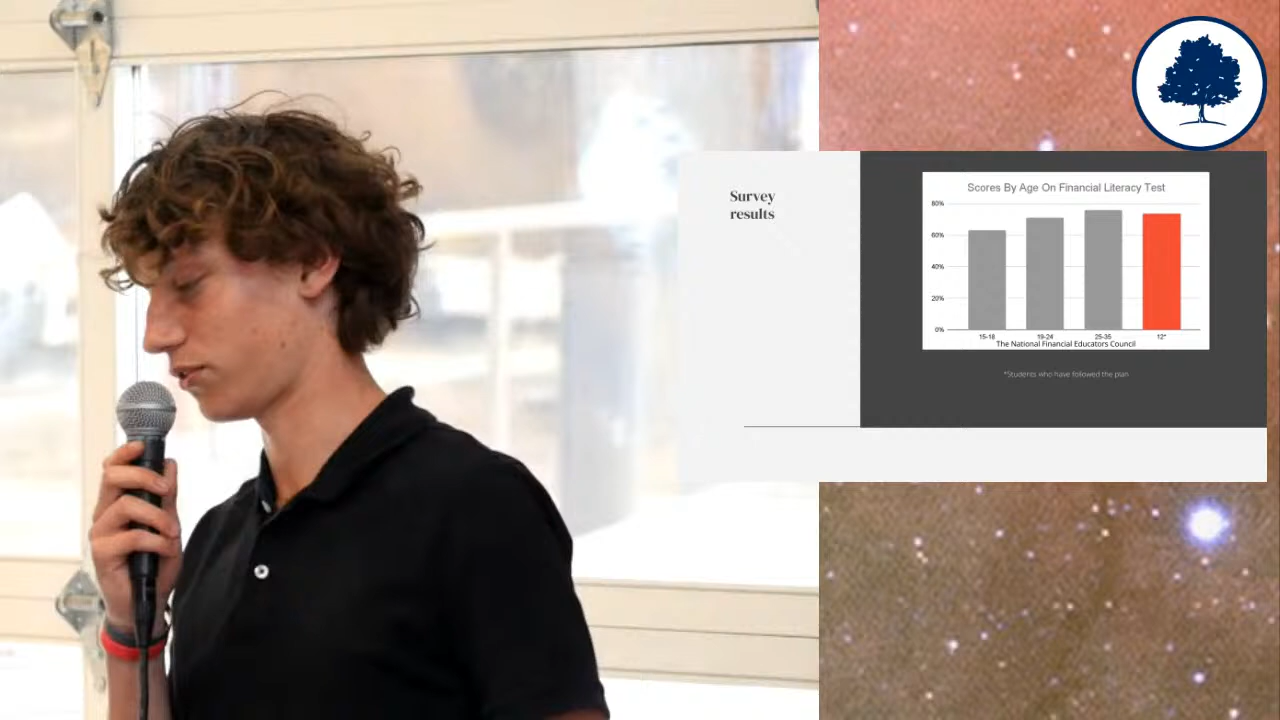 Survey
results
Scores By Age On Financial Literacy Test
80%
60%
40%
20%
0%
15-18 19-24 25-35 12*
The National Financial Educators Council
*Students who have followed the plan